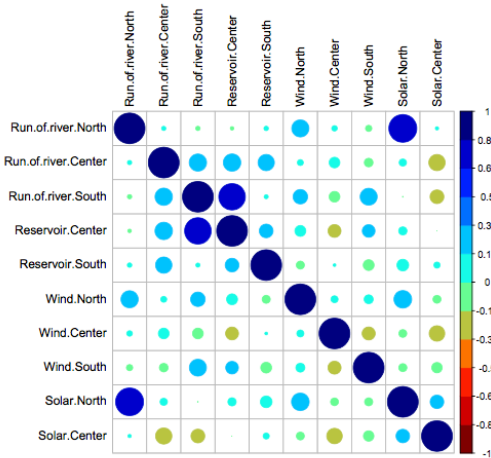 Run.of.river.North
Run.of.river.Center
Run.of.river.South
Reservoir.Center
Reservoir.South
Wind.North
Wind.Center
Wind.South
Solar.North
Solar.Center
Run.of.river.North
Run.of.river.Center
Run.of.river.South
Reservoir.Center
Reservoir.South
Wind.North
Wind.Center
Wind.South
Solar.North
Solar.Center
1
0.9
0.7
0.5
0.3
0.1
-0.1
-0.3
-0.5
-0.6
-0.8
-1